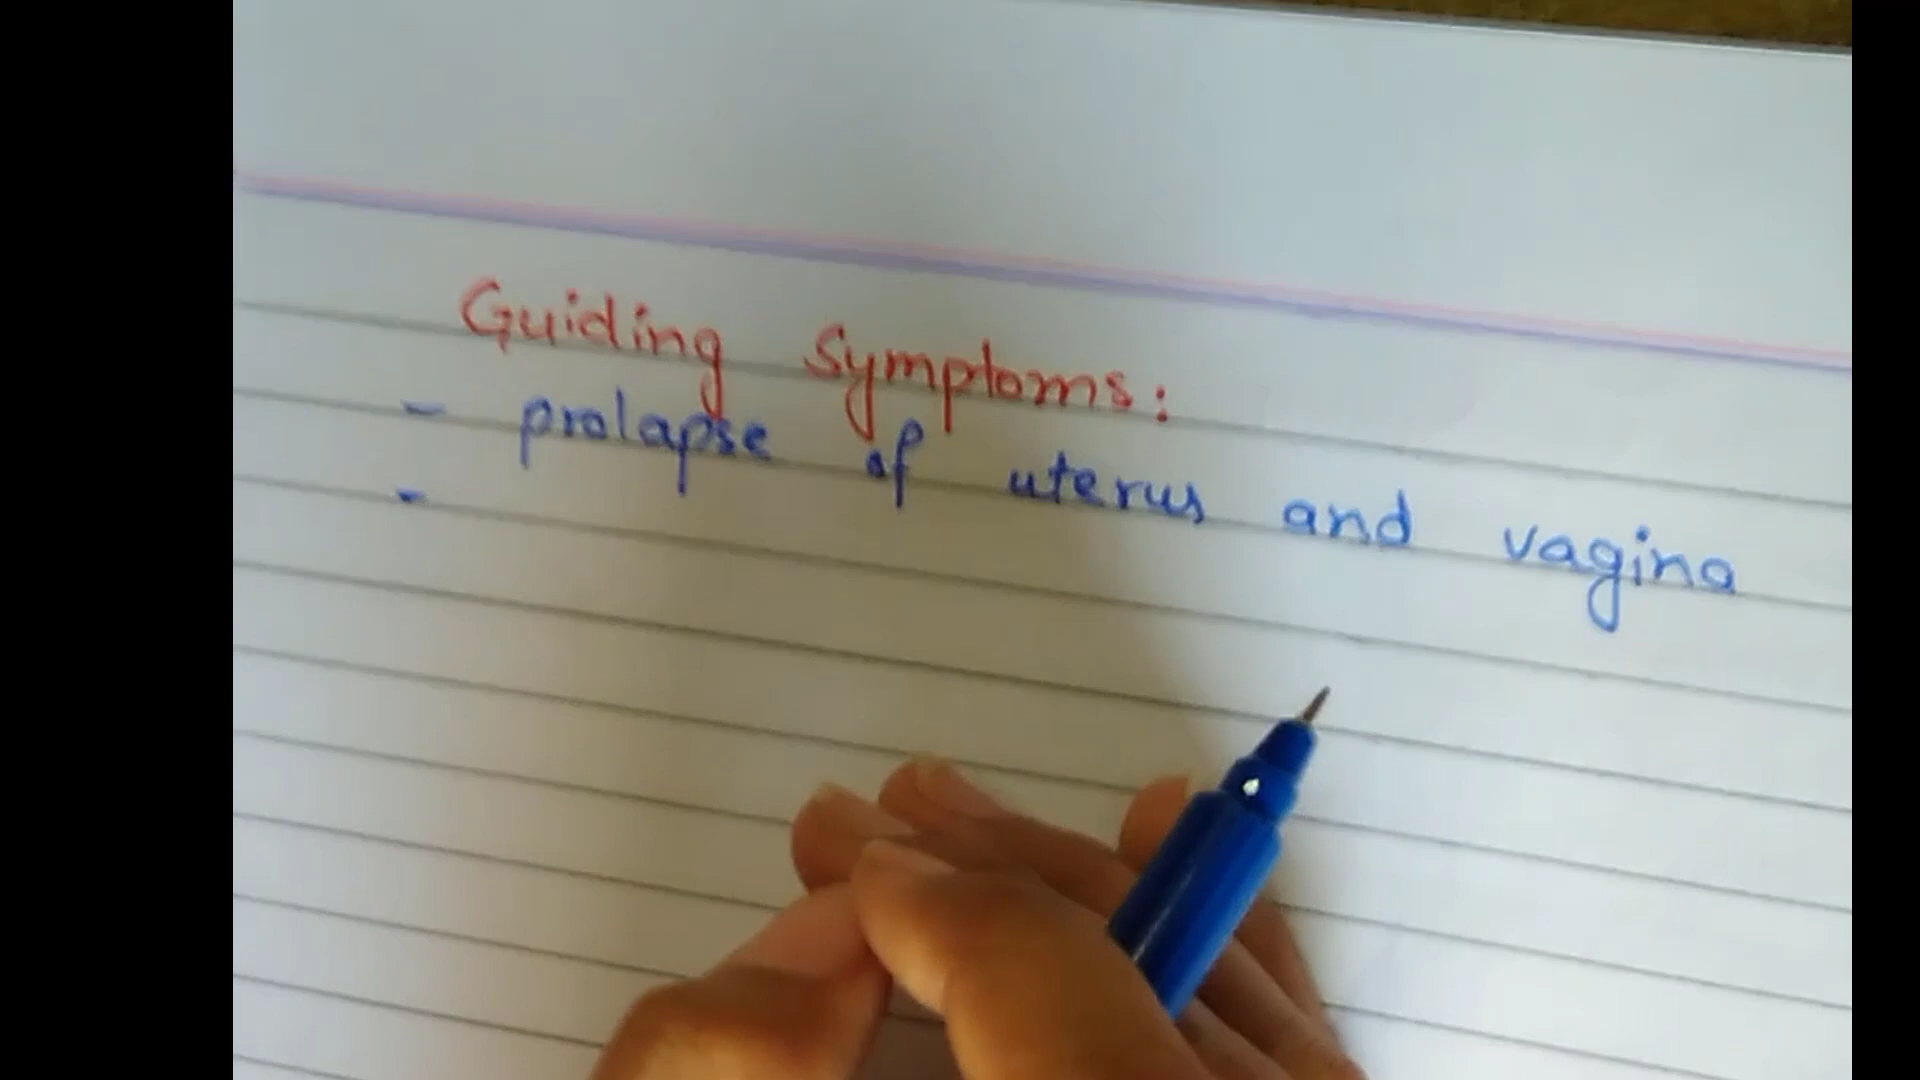 Guiding Symptoms:
- prolapse of uterus and vagina
-